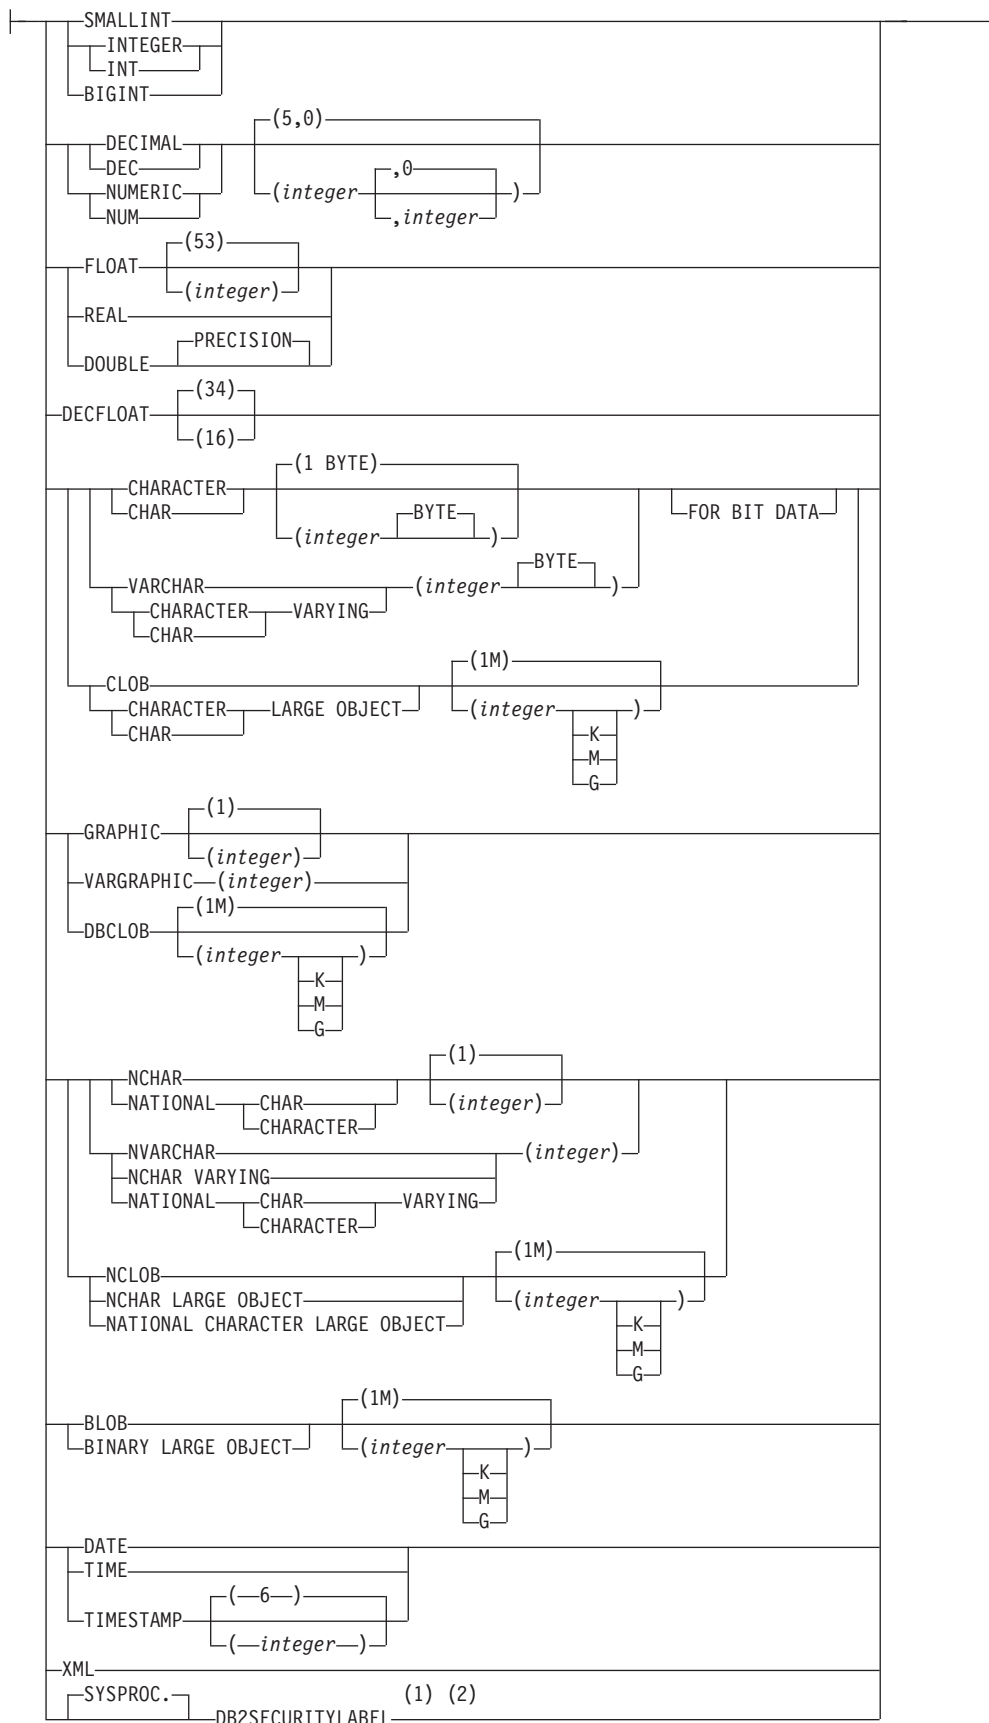 SMALLINT
INTEGER
INT
BIGINT
(5,0)
DECIMAL
DEC ,0
NUMERIC (integer )
NUM ,integer
(53)
FLOAT
(integer)
REAL
PRECISION
DOUBLE
(34)
DECFLOAT
(16)
(1 BYTE)
CHARACTER
CHAR BYTE FOR BIT DATA
(integer )
BYTE
VARCHAR (integer )
CHARACTER VARYING
CHAR
(1M)
CLOB
CHARACTER LARGE OBJECT (integer )
CHAR K
M
G
(1)
GRAPHIC
(integer)
VARGRAPHIC (integer)
(1M)
DBCLOB
(integer )
K
M
G
(1)
NCHAR
NATIONAL CHAR (integer)
CHARACTER
NVARCHAR (integer)
NCHAR VARYING
NATIONAL CHAR VARYING
CHARACTER
(1M)
NCLOB
NCHAR LARGE OBJECT (integer )
NATIONAL CHARACTER LARGE OBJECT K
M
G
(1M)
BLOB
BINARY LARGE OBJECT (integer )
K
M
G
DATE
TIME
( 6 )
TIMESTAMP
( integer )
XML
SYSPROC. (1) (2)
DB2SECURITYLABEL